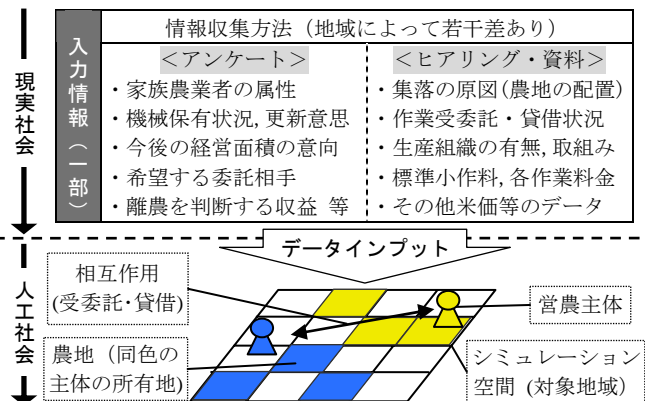 現実社会
入力情報（一部）
情報収集方法（地域によって若干差あり）
＜アンケート＞
・家族農業者の属性
・機械保有状況, 更新意思
・今後の経営面積の意向
・希望する委託相手
・離農を判断する収益 等
＜ヒアリング・資料＞
・集落の原図(農地の配置)
・作業受委託・貸借状況
・生産組織の有無, 取組み
・標準小作料, 各作業料金
・その他米価等のデータ
データインプット
人工社会
相互作用
(受委託・貸借)
営農主体
農地（同色の
主体の所有地)
シミュレーション
空間 (対象地域）